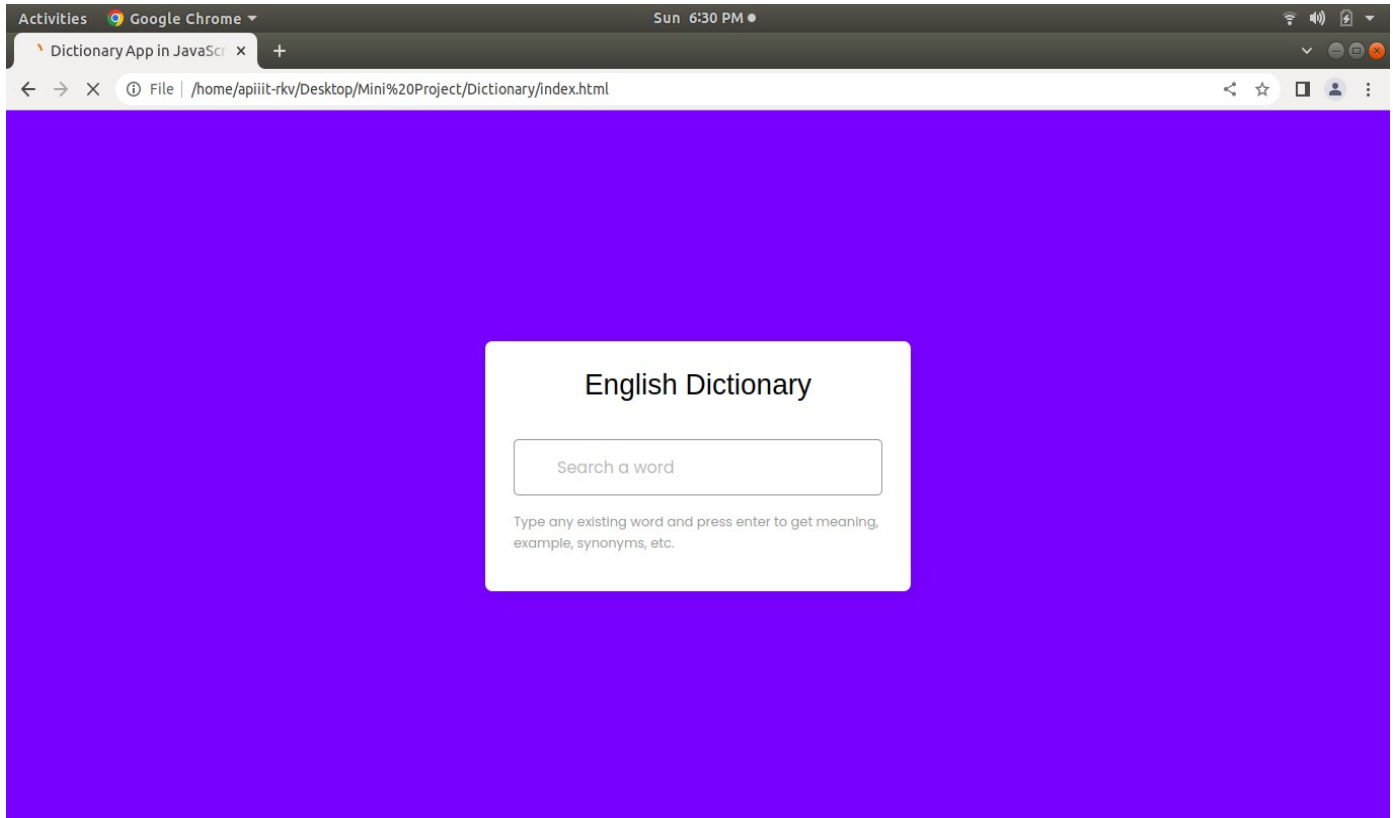 Activities Google Chrome Sun 6:30 PM
Dictionary App in JavaScr
File /home/apiiit-rkv/Desktop/Mini%20Project/Dictionary/index.html
English Dictionary
Search a word
Type any existing word and press enter to get meaning,
example, synonyms, etc.